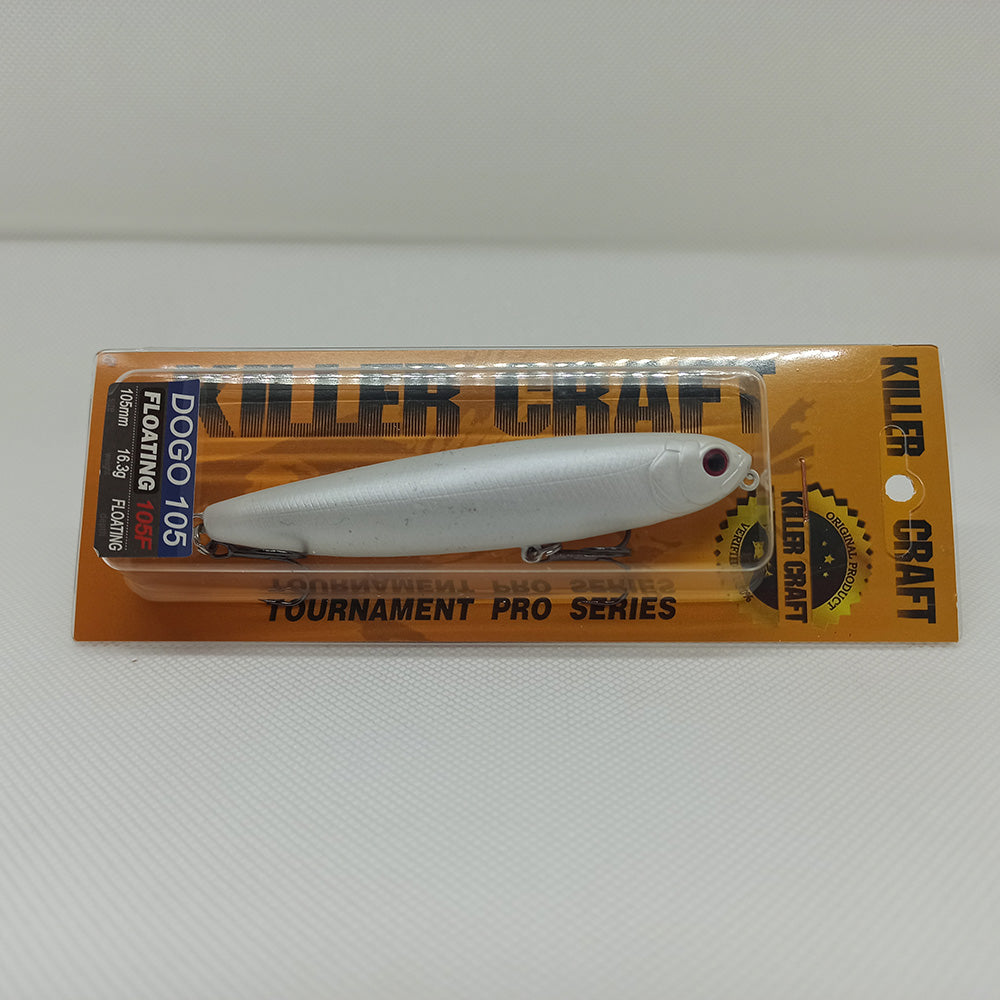 KILLER CRAFT
DOGO 105
FLOATING 105F
105mm 16.3g FLOATING
TOURNAMENT PRO SERIES
ORIGINAL PRODUCT
KILLER CRAFT
KILLER CRAFT